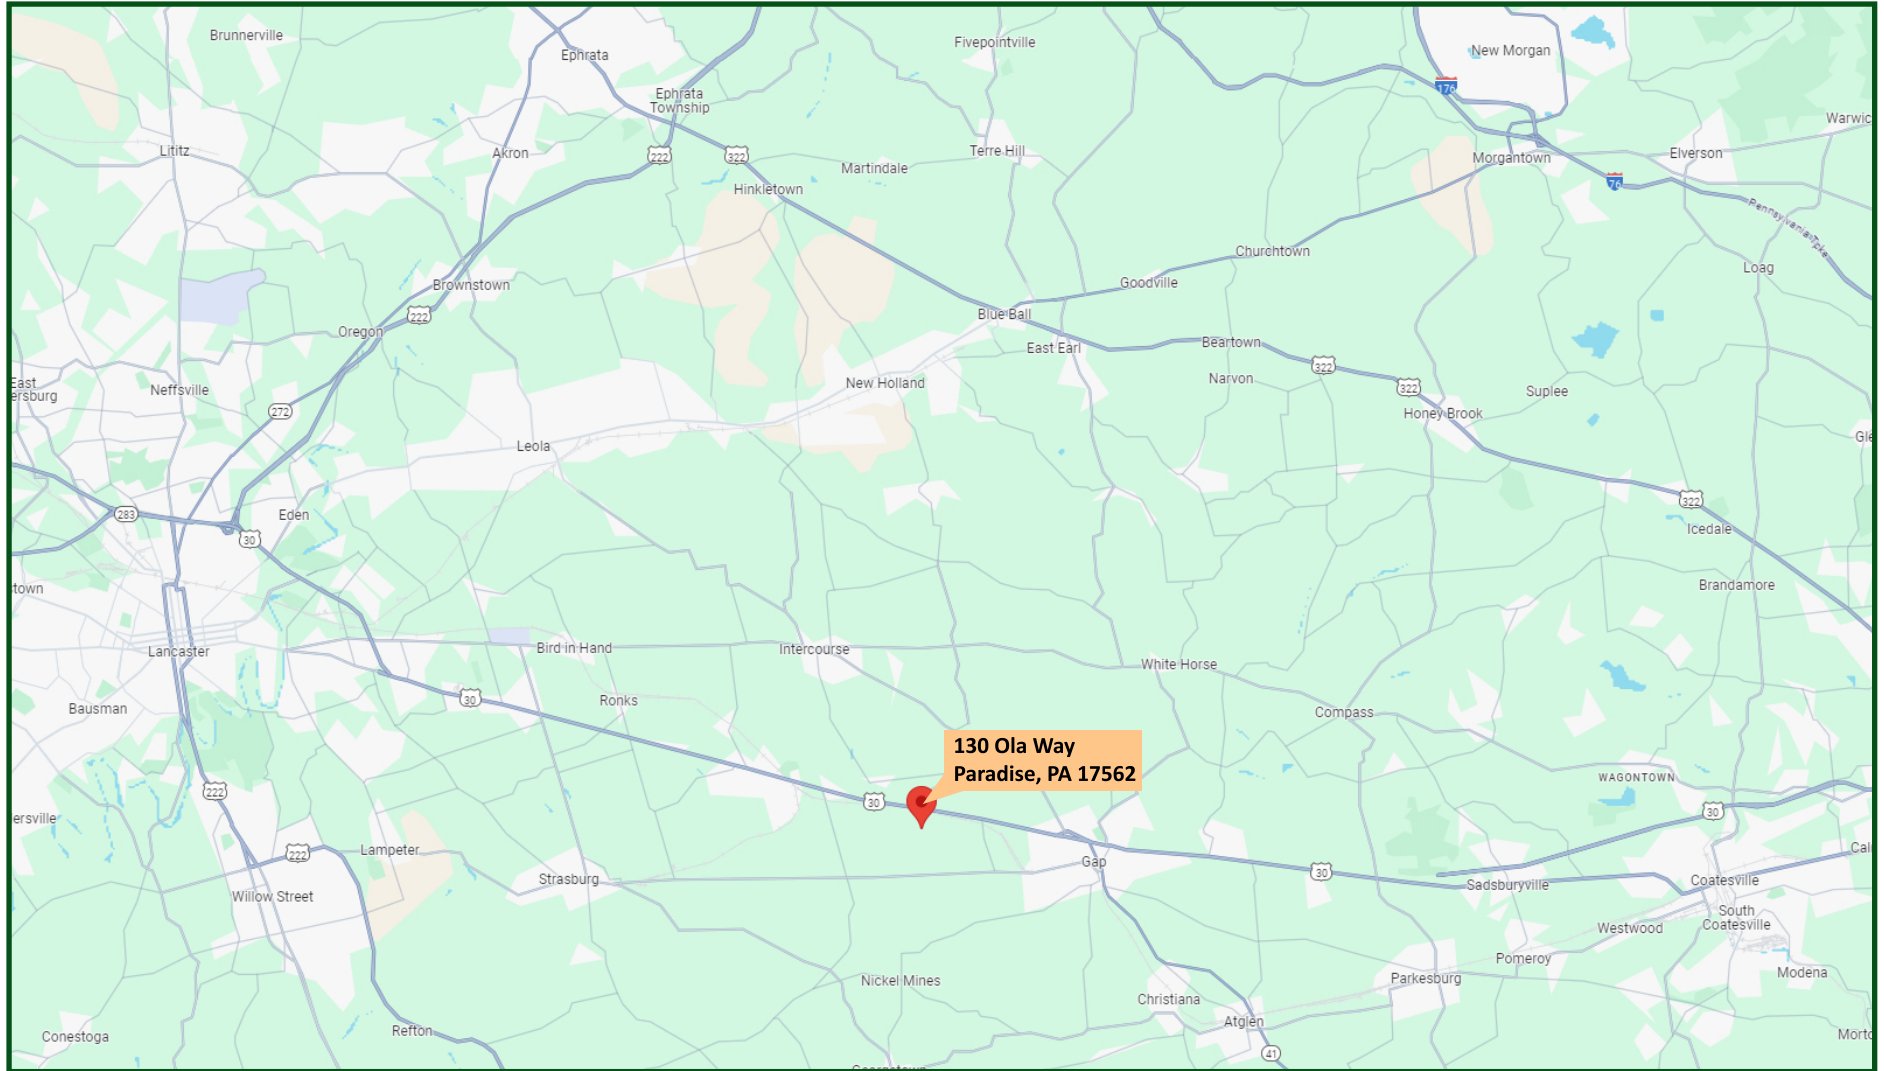 Brunnerville
Ephrata
Fivepointville
New Morgan
176
Ephrata
Township
Warwic
Lititz
Akron
222
322
Martindale
Terre Hill
Morgantown
Elverson
76
Hinkletown
Pennsylvania Tpke
Churchtown
Loag
Brownstown
Goodville
222
Oregon
Blue Ball
East Earl
Beartown
322
East
ersburg
Neffsville
New Holland
Narvon
322
Suplee
272
Honey Brook
Leola
Gle
283
Eden
322
30
Icedale
town
Brandamore
Lancaster
Bird in Hand
Intercourse
White Horse
30
Ronks
Bausman
Compass
130 Ola Way
Paradise, PA 17562
WAGONTOWN
222
30
30
ersville
222
Lampeter
Gap
Cal
Strasburg
30
Sadsburyville
Coatesville
Willow Street
South
Coatesville
Westwood
Nickel Mines
Pomeroy
Parkesburg
Modena
Christiana
Atglen
Refton
Conestoga
41
Morto
Georgetown